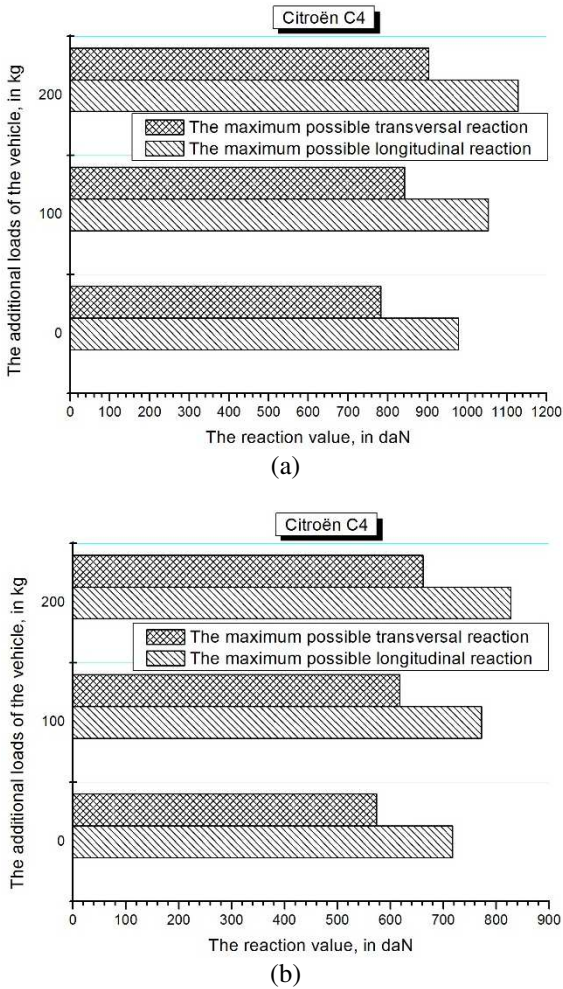 Citroën C4
The additional loads of the vehicle, in kg
200
The maximum possible transversal reaction
The maximum possible longitudinal reaction
100
0
0 100 200 300 400 500 600 700 800 900 1000 1100 1200
The reaction value, in daN
(a)
Citroën C4
The additional loads of the vehicle, in kg
200
The maximum possible transversal reaction
The maximum possible longitudinal reaction
100
0
0 100 200 300 400 500 600 700 800 900
The reaction value, in daN
(b)